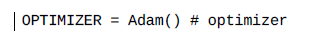 OPTIMIZER = Adam() # optimizer